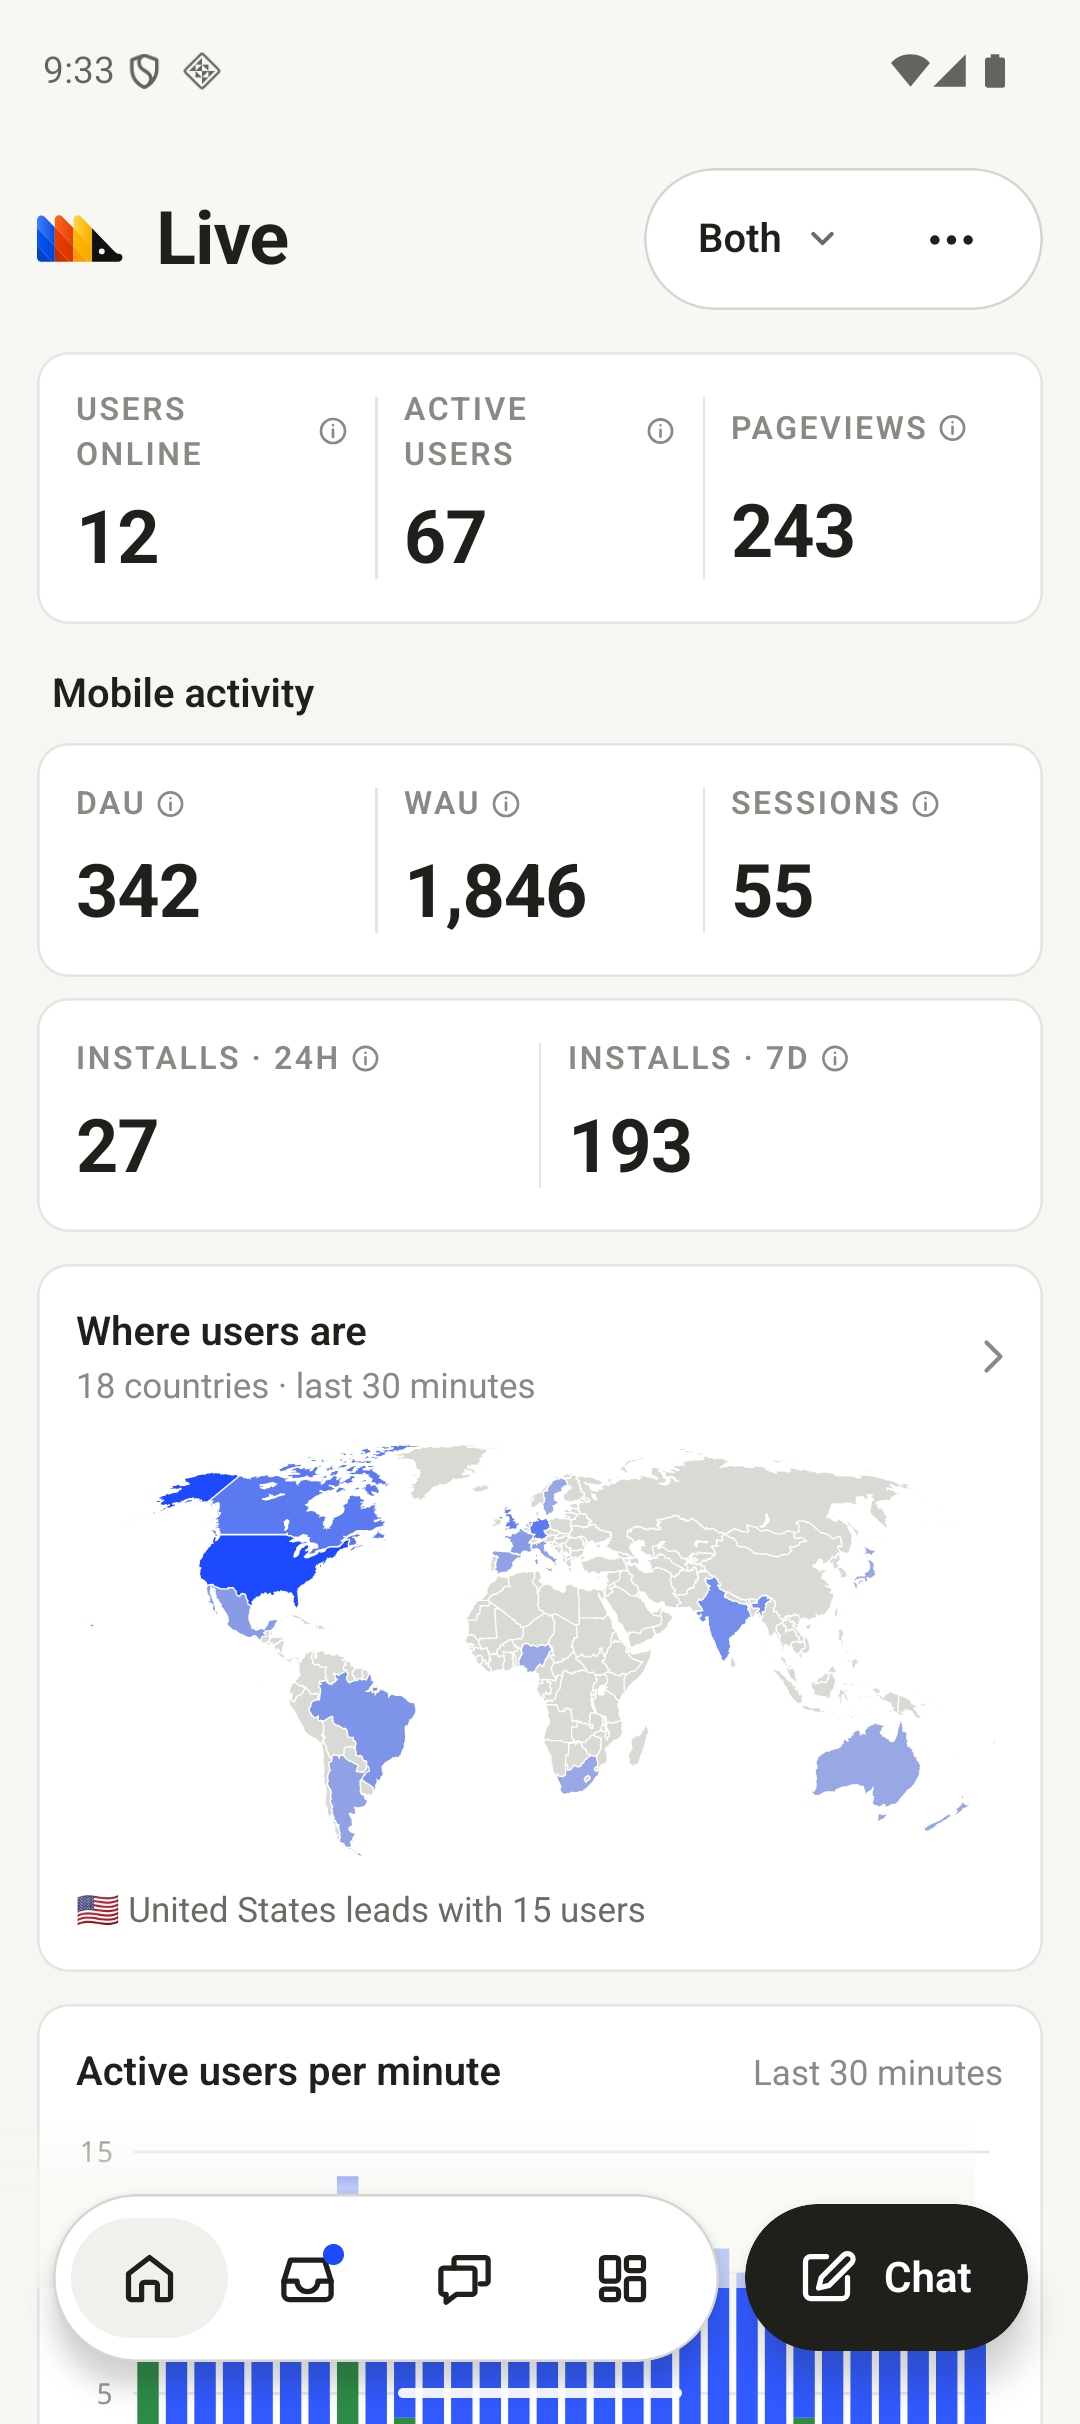 9:33
Live
Both
USERS ONLINE
12
ACTIVE USERS
67
PAGEVIEWS
243
Mobile activity
DAU
342
WAU
1,846
SESSIONS
55
INSTALLS · 24H
27
INSTALLS · 7D
193
Where users are
18 countries · last 30 minutes
🇺🇸 United States leads with 15 users
Active users per minute
Last 30 minutes
15
Chat
5